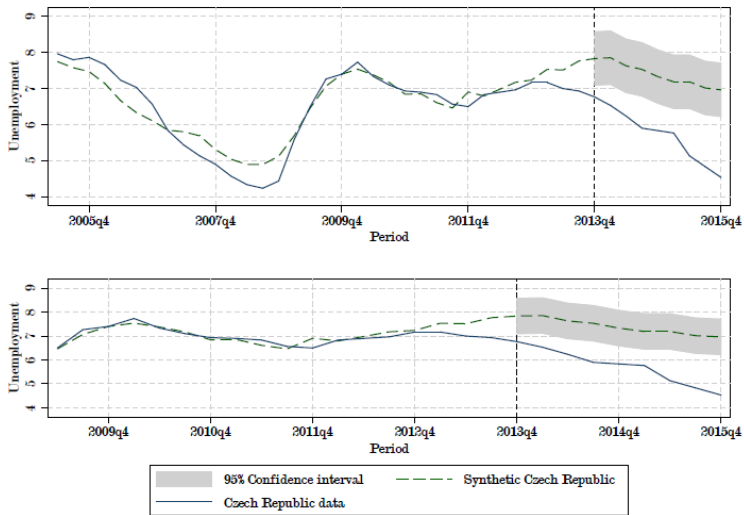 9
8
7
6
5
4
Unemployment
2005q4 2007q4 2009q4 2011q4 2013q4 2015q4
Period
9
8
7
6
5
4
Unemployment
2009q4 2010q4 2011q4 2012q4 2013q4 2014q4 2015q4
Period
95% Confidence interval Synthetic Czech Republic
Czech Republic data